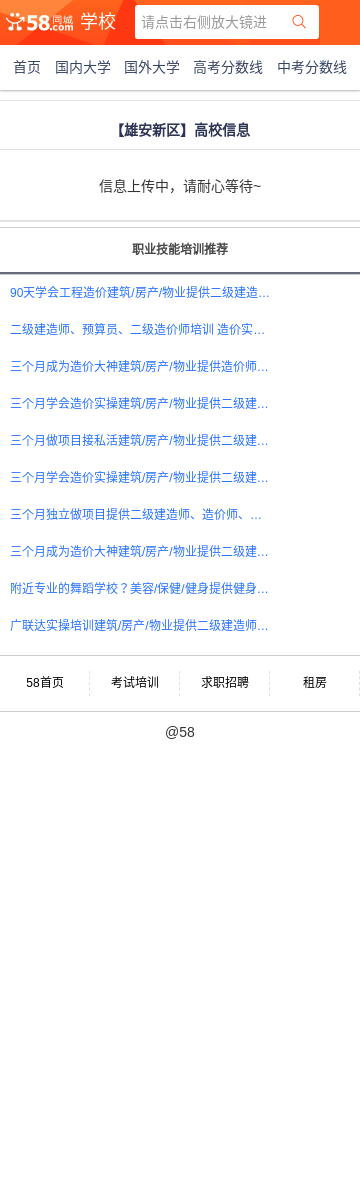 58同城.com 学校 请点击右侧放大镜进
首页 国内大学 国外大学 高考分数线 中考分数线
【雄安新区】高校信息
信息上传中，请耐心等待~
职业技能培训推荐
90天学会工程造价建筑/房产/物业提供二级建造…
二级建造师、预算员、二级造价师培训 造价实…
三个月成为造价大神建筑/房产/物业提供造价师…
三个月学会造价实操建筑/房产/物业提供二级建…
三个月做项目接私活建筑/房产/物业提供二级建…
三个月学会造价实操建筑/房产/物业提供二级建…
三个月独立做项目提供二级建造师、造价师、…
三个月成为造价大神建筑/房产/物业提供二级建…
附近专业的舞蹈学校？美容/保健/健身提供健身…
广联达实操培训建筑/房产/物业提供二级建造师…
58首页 考试培训 求职招聘 租房
@58